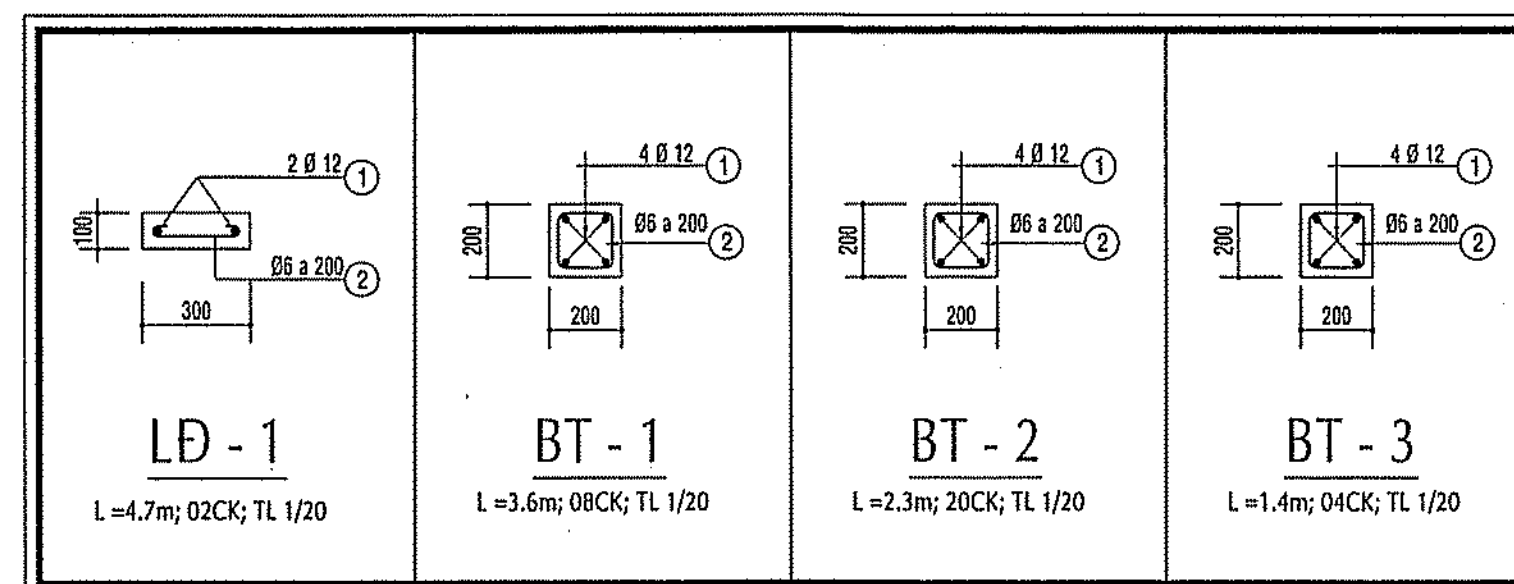 2 Ø 12 1
100
Ø6 a 200 2
300
LĐ - 1
L =4.7m; 02CK; TL 1/20
4 Ø 12 1
200
Ø6 a 200 2
200
BT - 1
L =3.6m; 08CK; TL 1/20
4 Ø 12 1
200
Ø6 a 200 2
200
BT - 2
L =2.3m; 20CK; TL 1/20
4 Ø 12 1
200
Ø6 a 200 2
200
BT - 3
L =1.4m; 04CK; TL 1/20